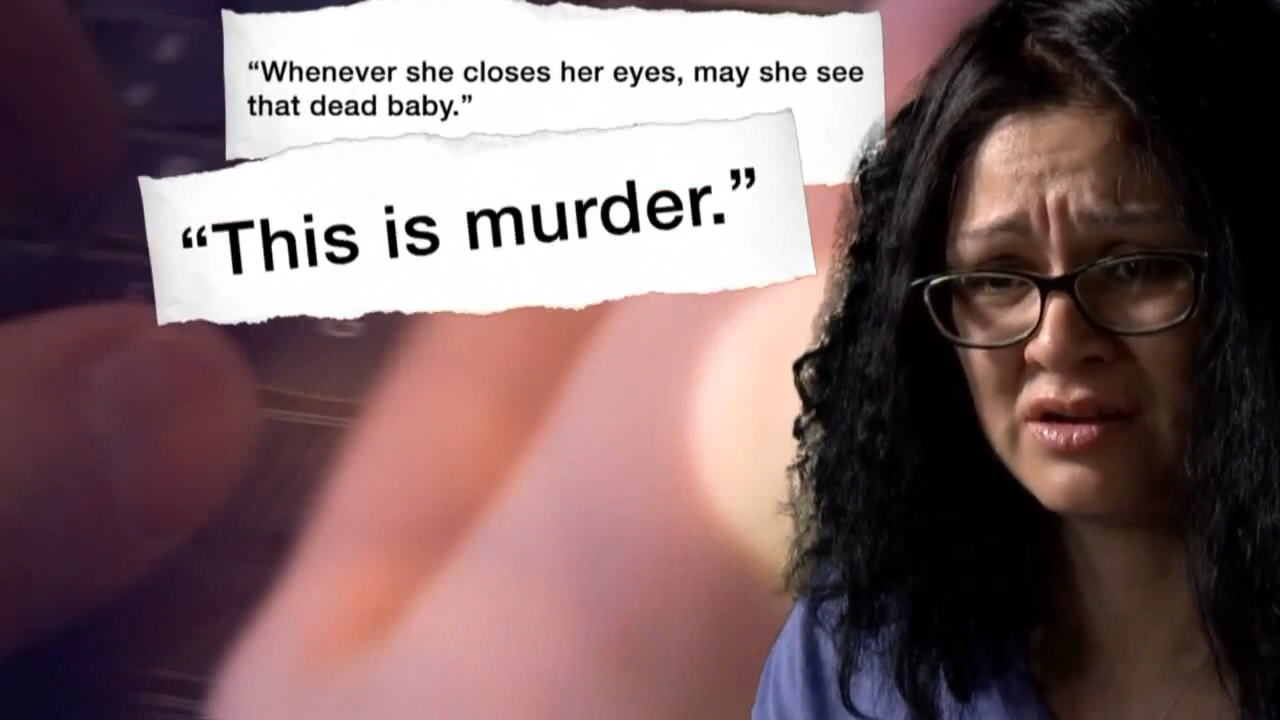 “Whenever she closes her eyes, may she see
that dead baby.”
“This is murder.”